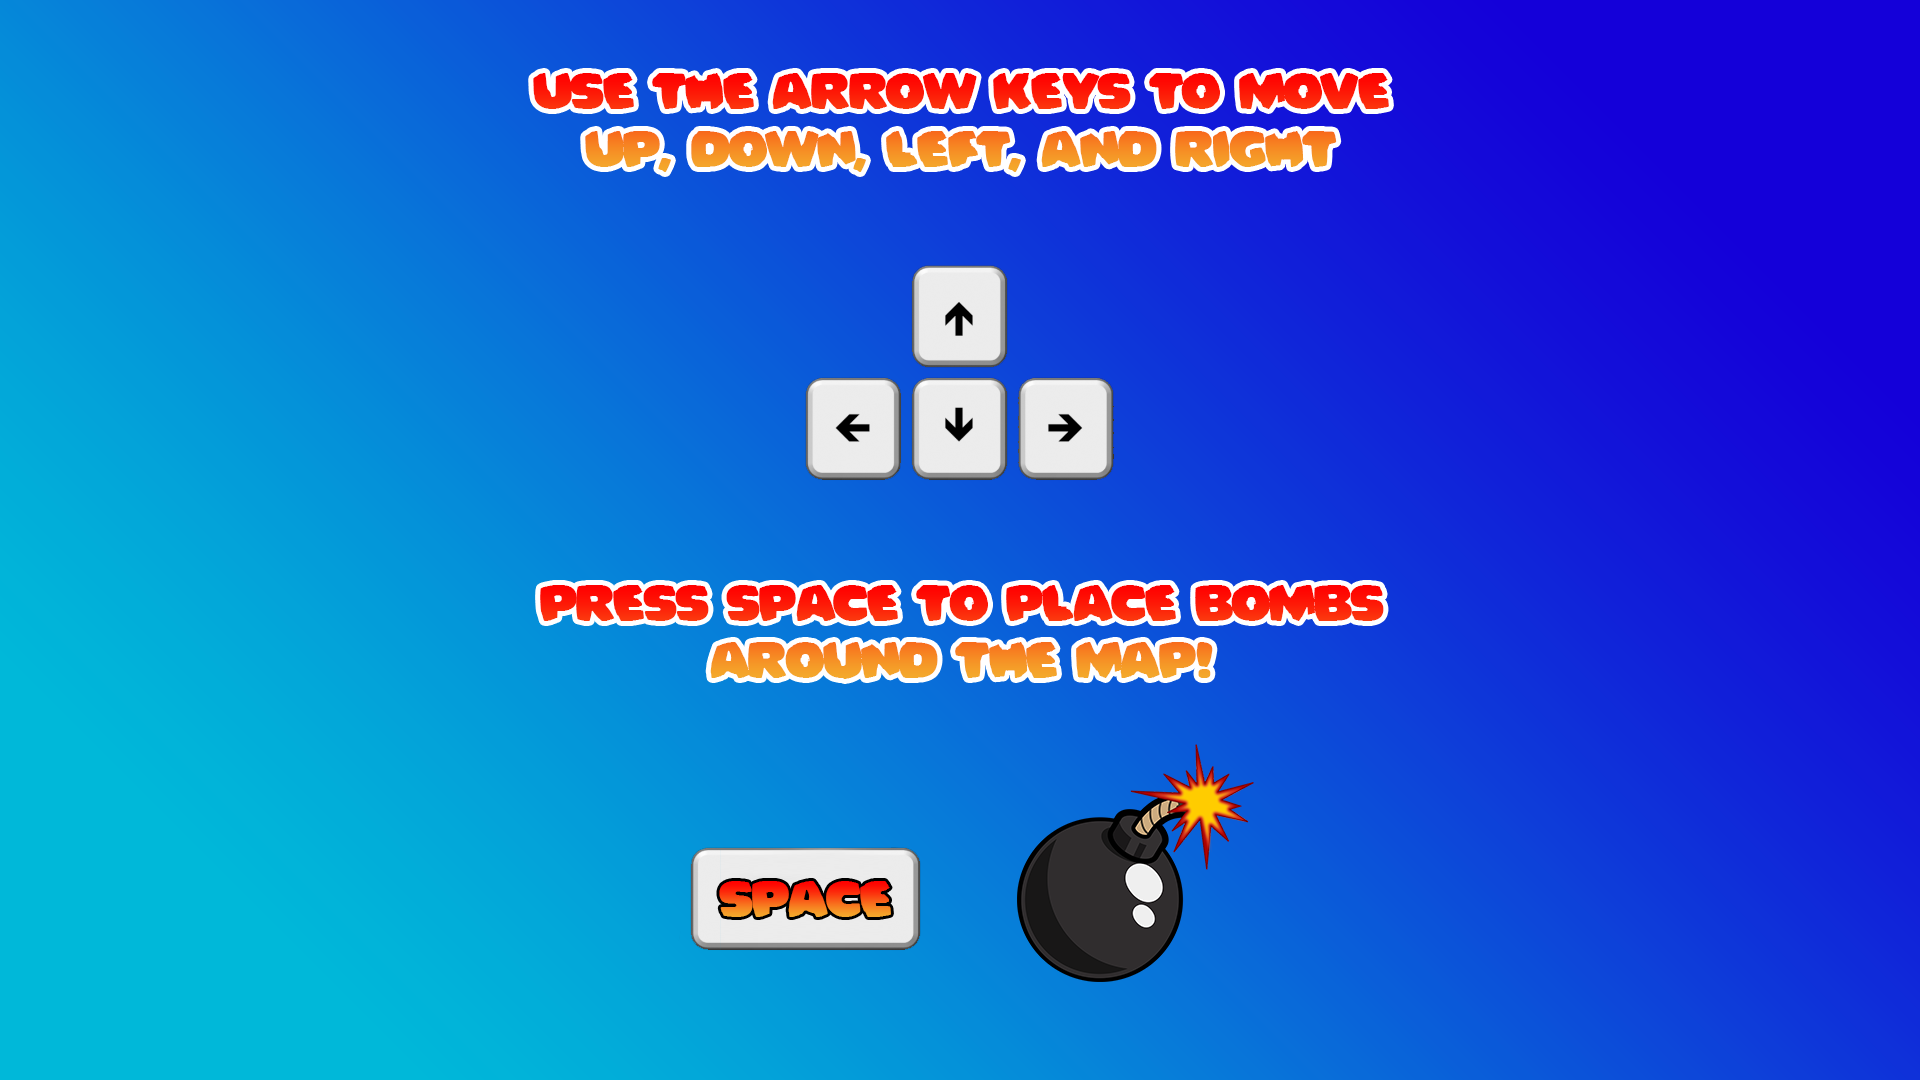 USE THE ARROW KEYS TO MOVE
UP, DOWN, LEFT, AND RIGHT
PRESS SPACE TO PLACE BOMBS
AROUND THE MAP!
SPACE